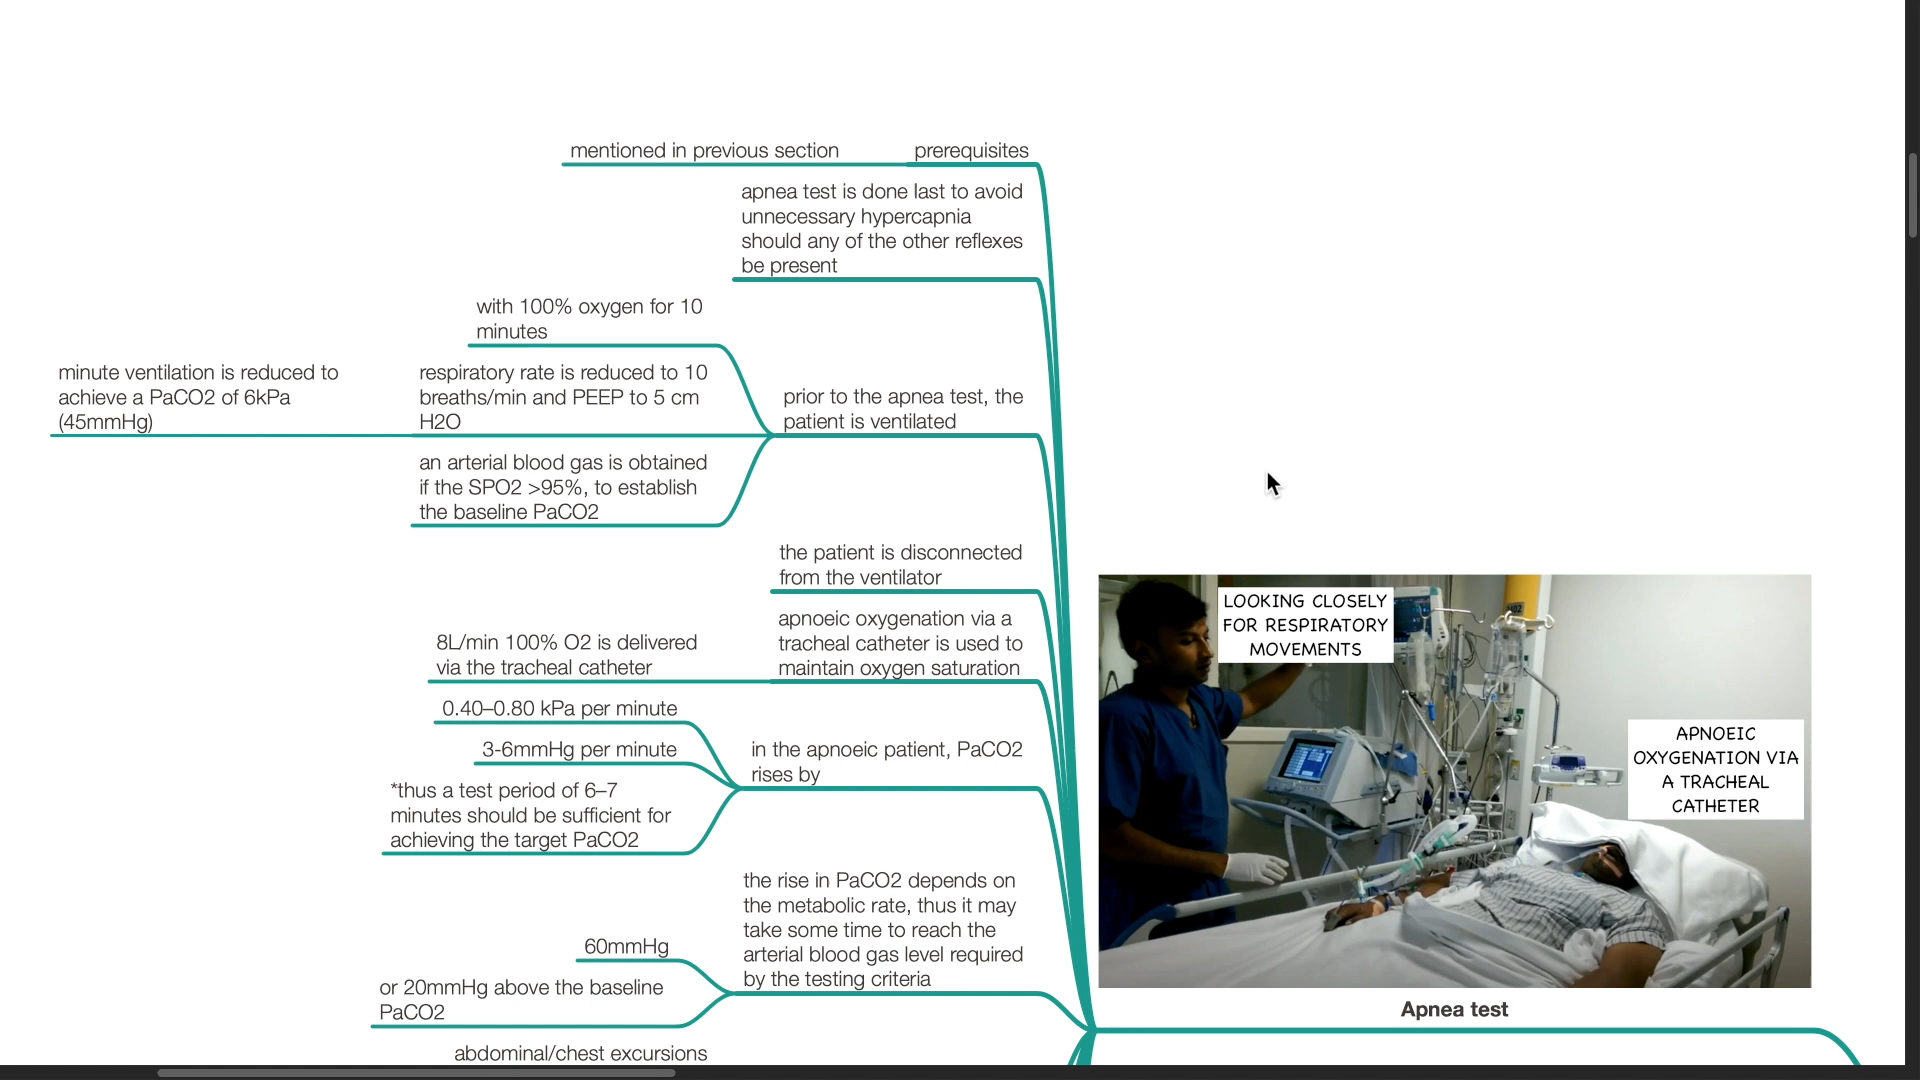 mentioned in previous section
prerequisites
apnea test is done last to avoid
unnecessary hypercapnia
should any of the other reflexes
be present
with 100% oxygen for 10
minutes
minute ventilation is reduced to
achieve a PaCO2 of 6kPa
(45mmHg)
respiratory rate is reduced to 10
breaths/min and PEEP to 5 cm
H2O
prior to the apnea test, the
patient is ventilated
an arterial blood gas is obtained
if the SPO2 >95%, to establish
the baseline PaCO2
the patient is disconnected
from the ventilator
8L/min 100% O2 is delivered
via the tracheal catheter
apnoeic oxygenation via a
tracheal catheter is used to
maintain oxygen saturation
0.40–0.80 kPa per minute
3-6mmHg per minute
*thus a test period of 6–7
minutes should be sufficient for
achieving the target PaCO2
in the apnoeic patient, PaCO2
rises by
60mmHg
or 20mmHg above the baseline
PaCO2
the rise in PaCO2 depends on
the metabolic rate, thus it may
take some time to reach the
arterial blood gas level required
by the testing criteria
abdominal/chest excursions
LOOKING CLOSELY
FOR RESPIRATORY
MOVEMENTS
APNOEIC
OXYGENATION VIA
A TRACHEAL
CATHETER
Apnea test